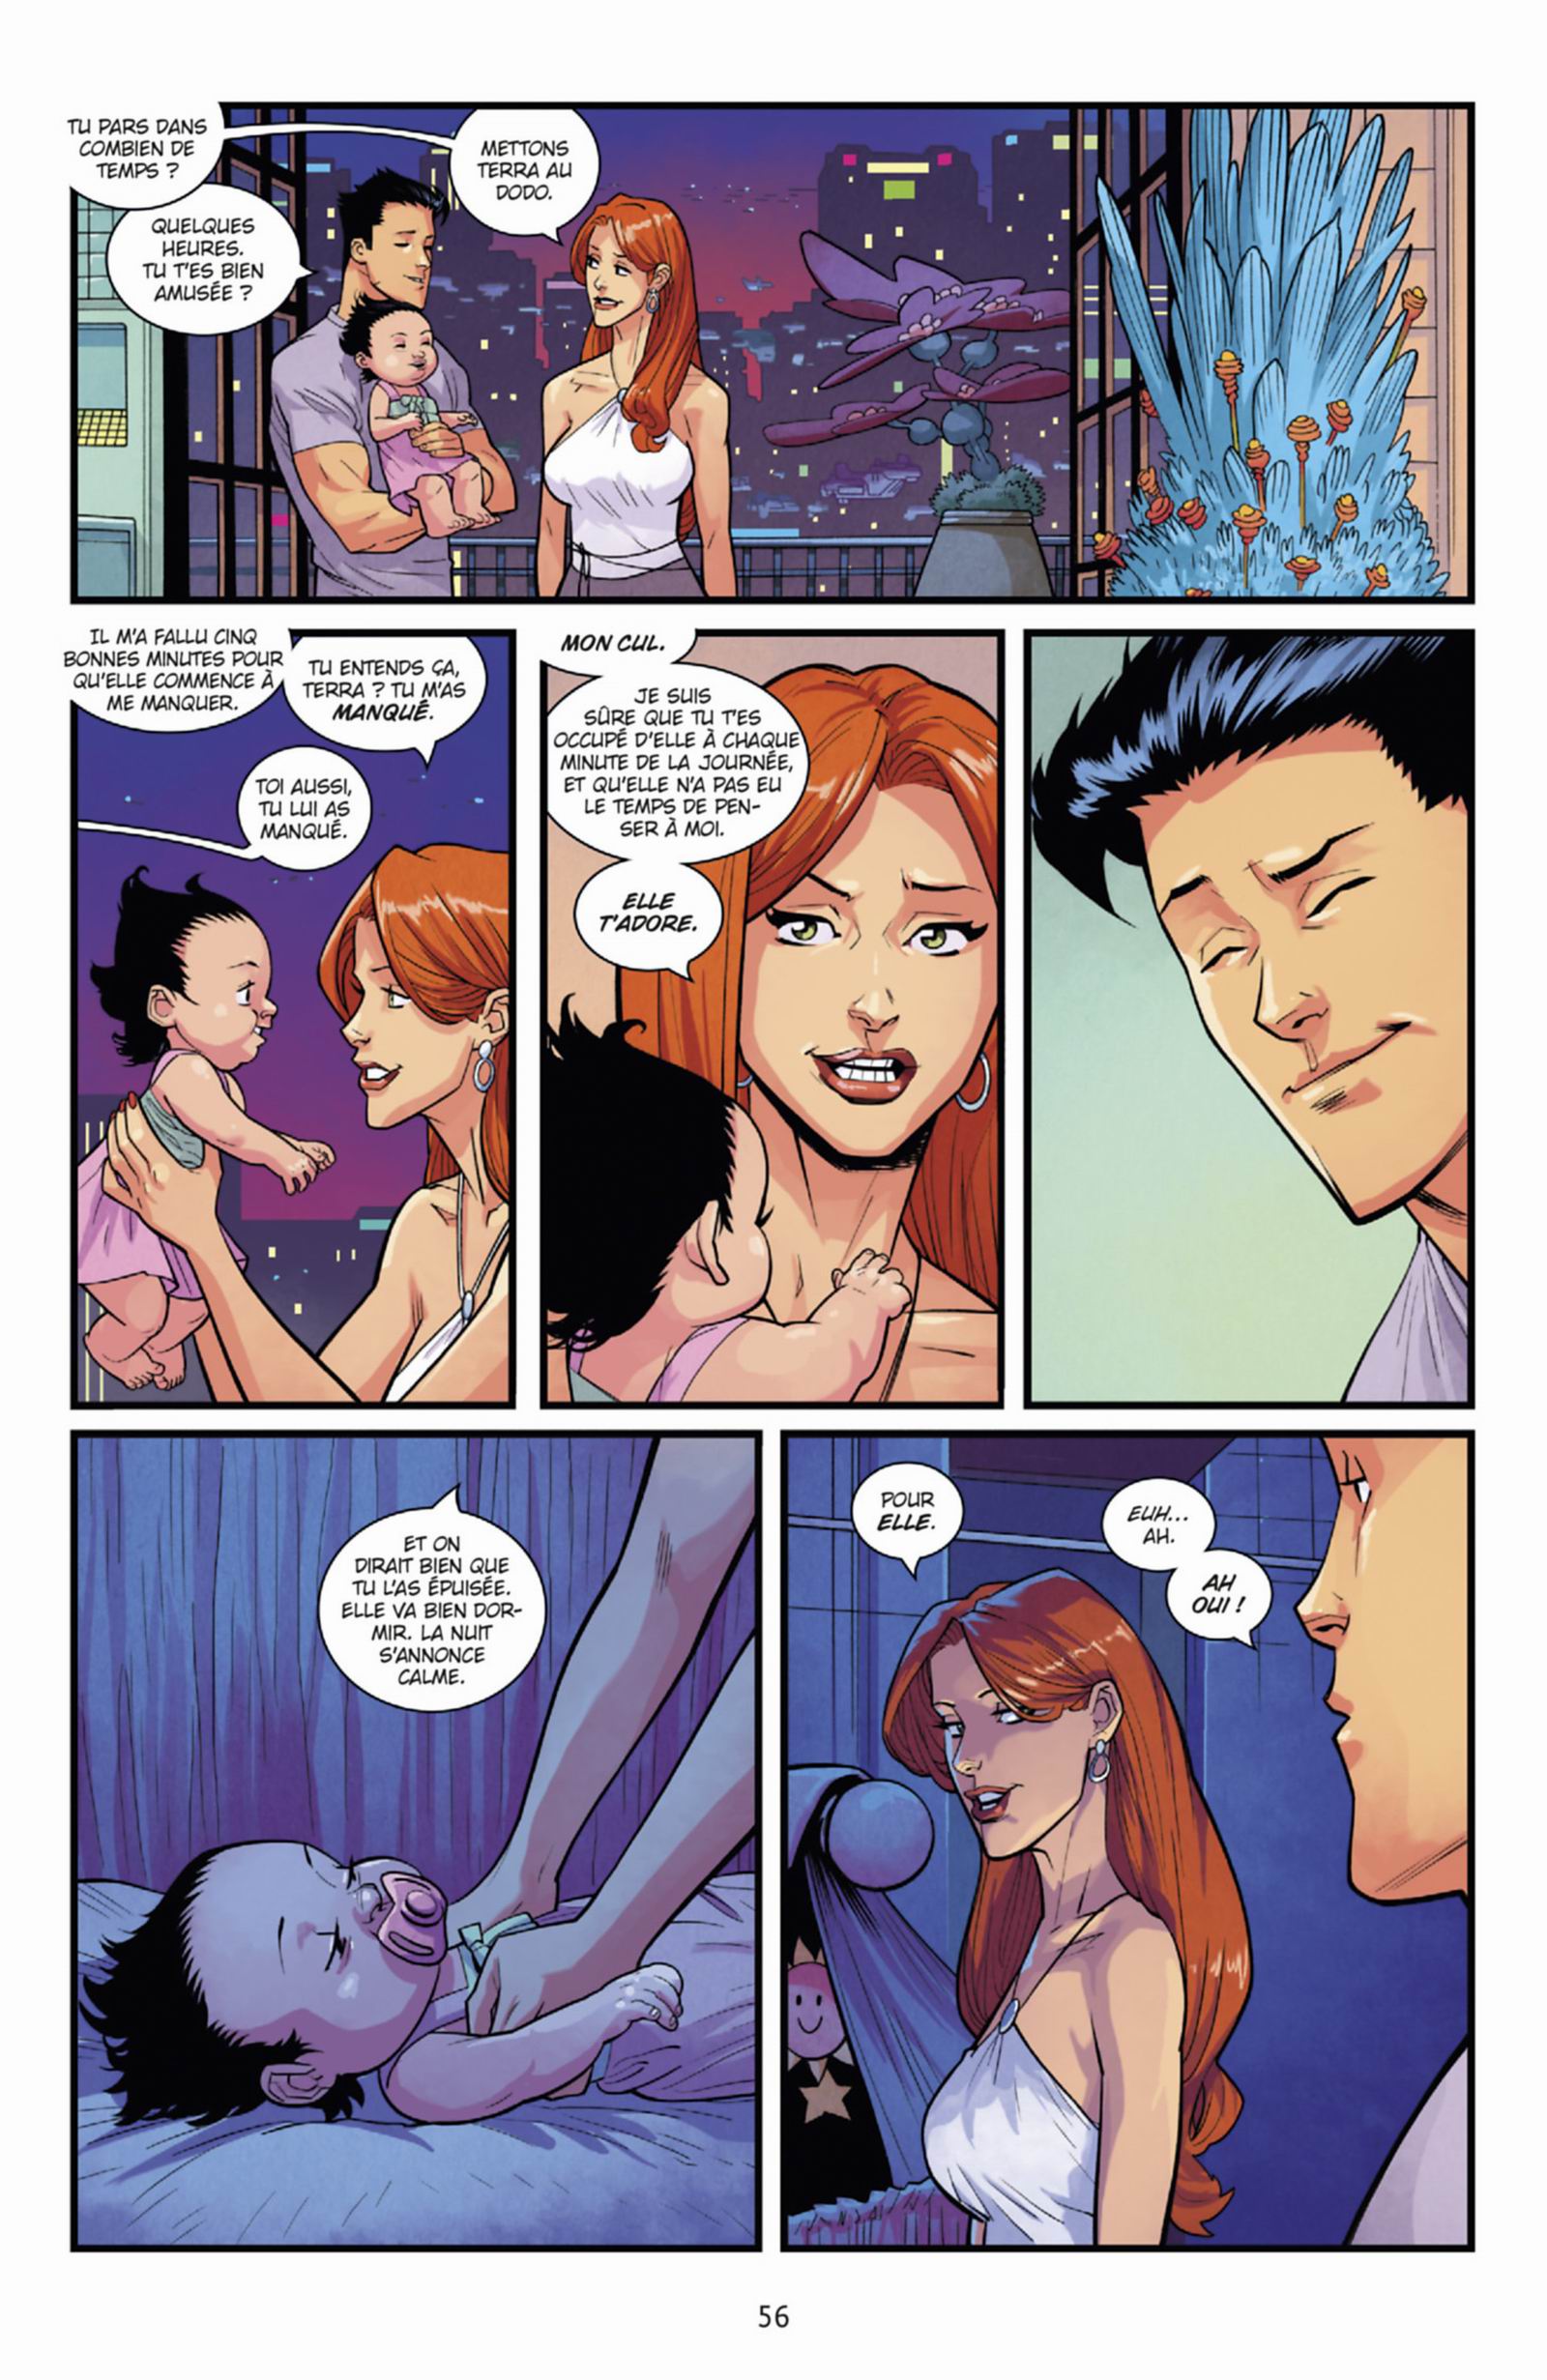 TU PARS DANS
COMBIEN DE
TEMPS ?
QUELQUES
HEURES.
TU T'ES BIEN
AMUSÉE ?
METTONS
TERRA AU
DODO.
IL M'A FALLU CINQ
BONNES MINUTES POUR
QU'ELLE COMMENCE À
ME MANQUER.
TU ENTENDS ÇA,
TERRA ? TU M'AS
MANQUÉ.
TOI AUSSI,
TU LUI AS
MANQUÉ.
MON CUL.
JE SUIS
SÛRE QUE TU T'ES
OCCUPÉ D'ELLE À CHAQUE
MINUTE DE LA JOURNÉE,
ET QU'ELLE N'A PAS EU
LE TEMPS DE PEN-
SER À MOI.
ELLE
T'ADORE.
ET ON
DIRAIT BIEN QUE
TU L'AS ÉPUISÉE.
ELLE VA BIEN DOR-
MIR. LA NUIT
S'ANNONCE
CALME.
POUR
ELLE.
EUH...
AH.
AH
OUI !
56